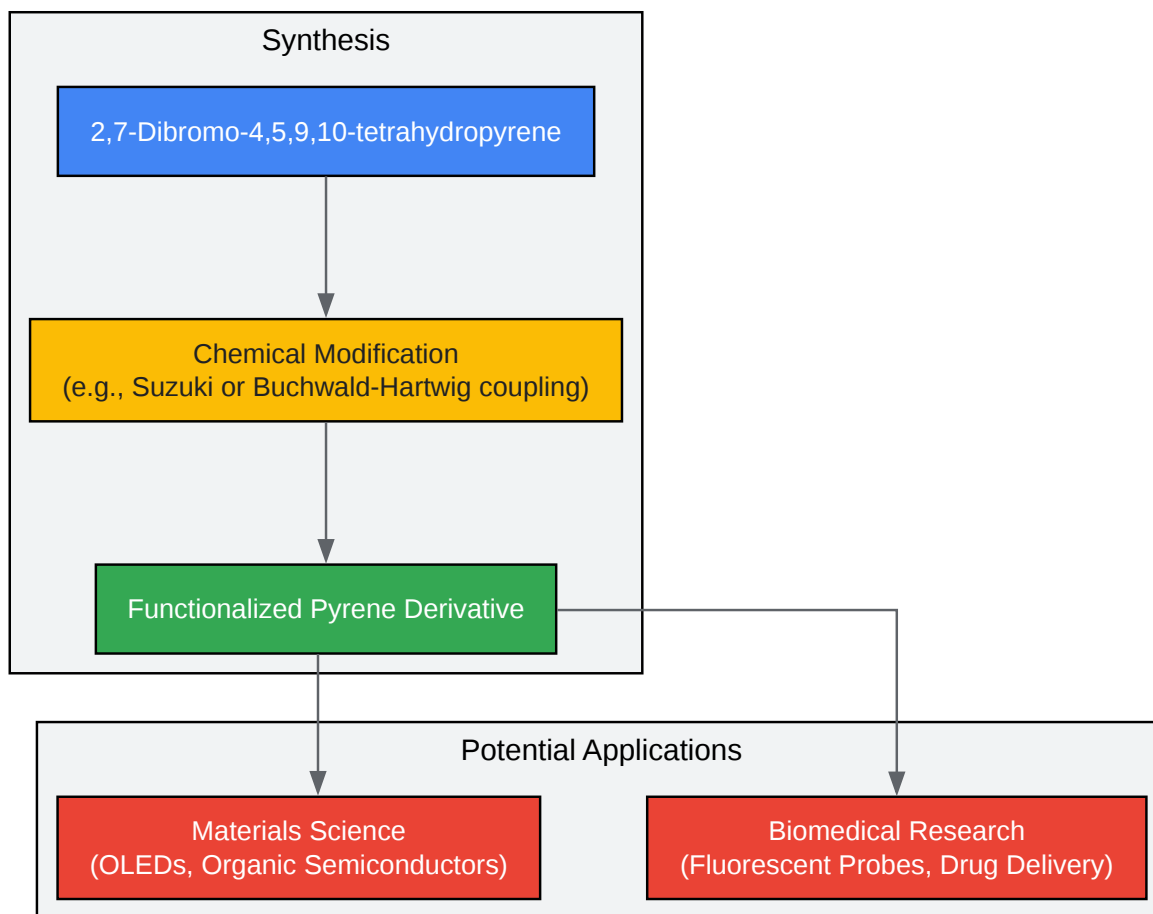 Synthesis
2,7-Dibromo-4,5,9,10-tetrahydropyrene
Chemical Modification
(e.g., Suzuki or Buchwald-Hartwig coupling)
Functionalized Pyrene Derivative
Potential Applications
Materials Science
(OLEDs, Organic Semiconductors)
Biomedical Research
(Fluorescent Probes, Drug Delivery)